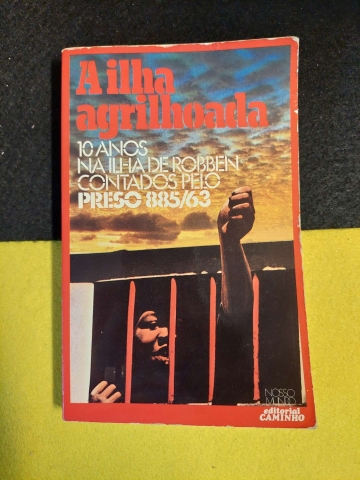 A ilha
agrilhoada
10 ANOS
NA ILHA DE ROBBEN
CONTADOS PELO
PRESO 885/63
NOSSO
MUNDO
editorial
CAMINHO